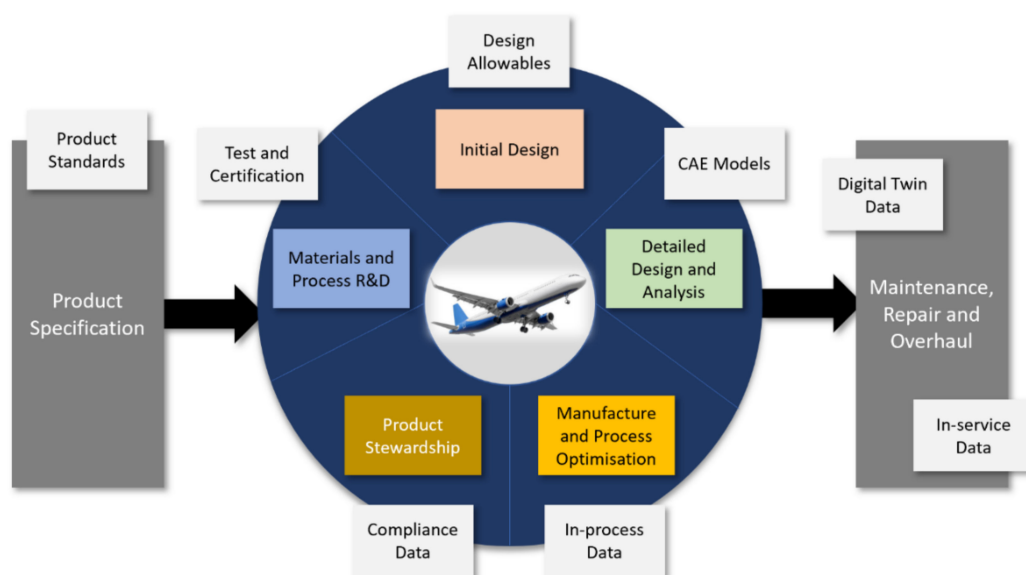 Design
Allowables
Product
Standards
Test and
Certification
Initial Design
CAE Models
Digital Twin
Data
Materials and
Process R&D
Detailed
Design and
Analysis
Product
Specification
Maintenance,
Repair and
Overhaul
Product
Stewardship
Manufacture
and Process
Optimisation
In-service
Data
Compliance
Data
In-process
Data